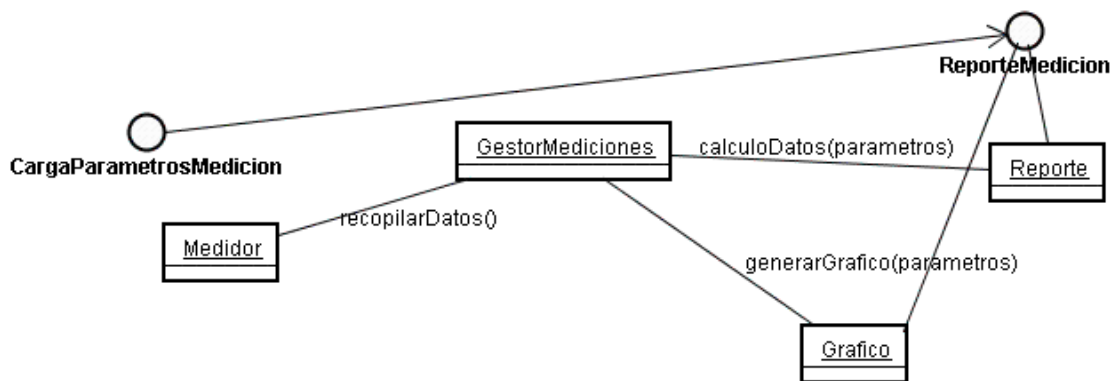 ReporteMedicion
CargaParametrosMedicion
GestorMediciones
calculoDatos(parametros)
Reporte
recopilarDatos()
Medidor
generarGrafico(parametros)
Grafico